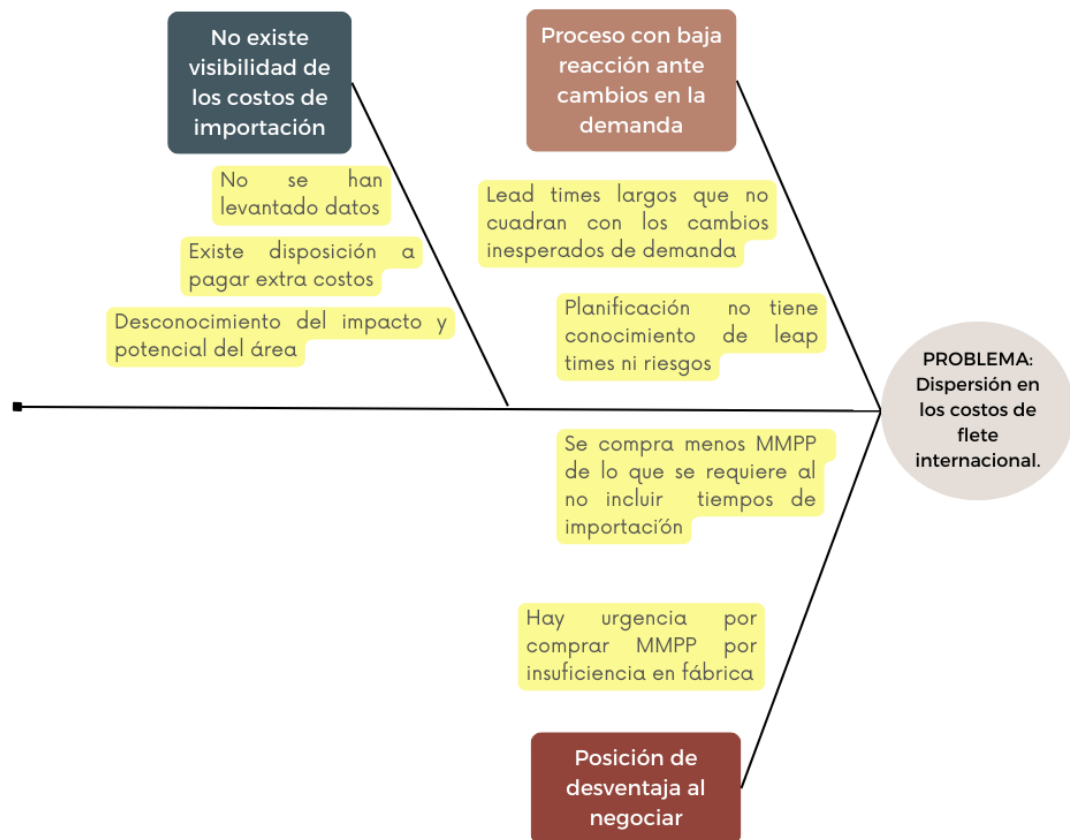 No existe
visibilidad de
los costos de
importación
No se han
levantado datos
Existe disposición a
pagar extra costos
Desconocimiento del impacto y
potencial del área
Proceso con baja
reacción ante
cambios en la
demanda
Lead times largos que no
cuadran con los cambios
inesperados de demanda
Planificación no tiene
conocimiento de leap
times ni riesgos
PROBLEMA:
Dispersión en
los costos de
flete
internacional.
Se compra menos MMPP
de lo que se requiere al
no incluir tiempos de
importación
Hay urgencia por
comprar MMPP por
insuficiencia en fábrica
Posición de
desventaja al
negociar